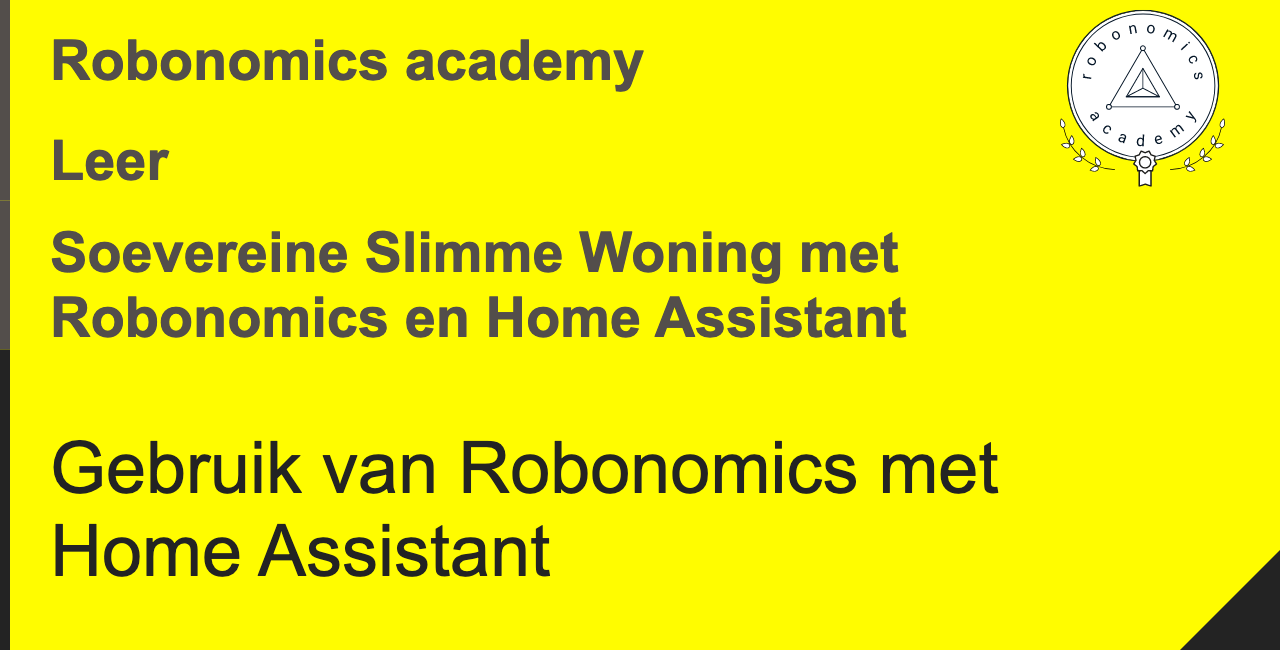 Robonomics academy
robonomics
academy
Leer
Soevereine Slimme Woning met
Robonomics en Home Assistant
Gebruik van Robonomics met
Home Assistant